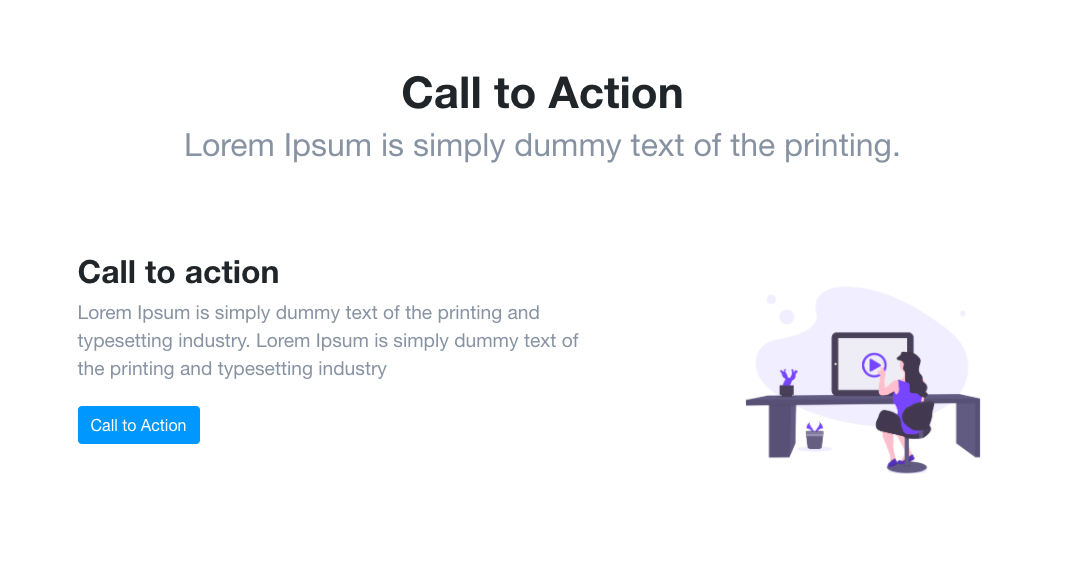 Call to Action
Lorem Ipsum is simply dummy text of the printing.
Call to action
Lorem Ipsum is simply dummy text of the printing and
typesetting industry. Lorem Ipsum is simply dummy text of
the printing and typesetting industry
Call to Action